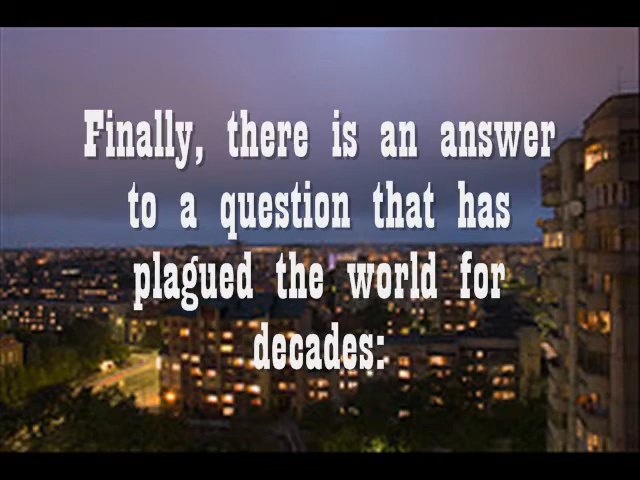 Finally, there is an answer
to a question that has
plagued the world for
decades: